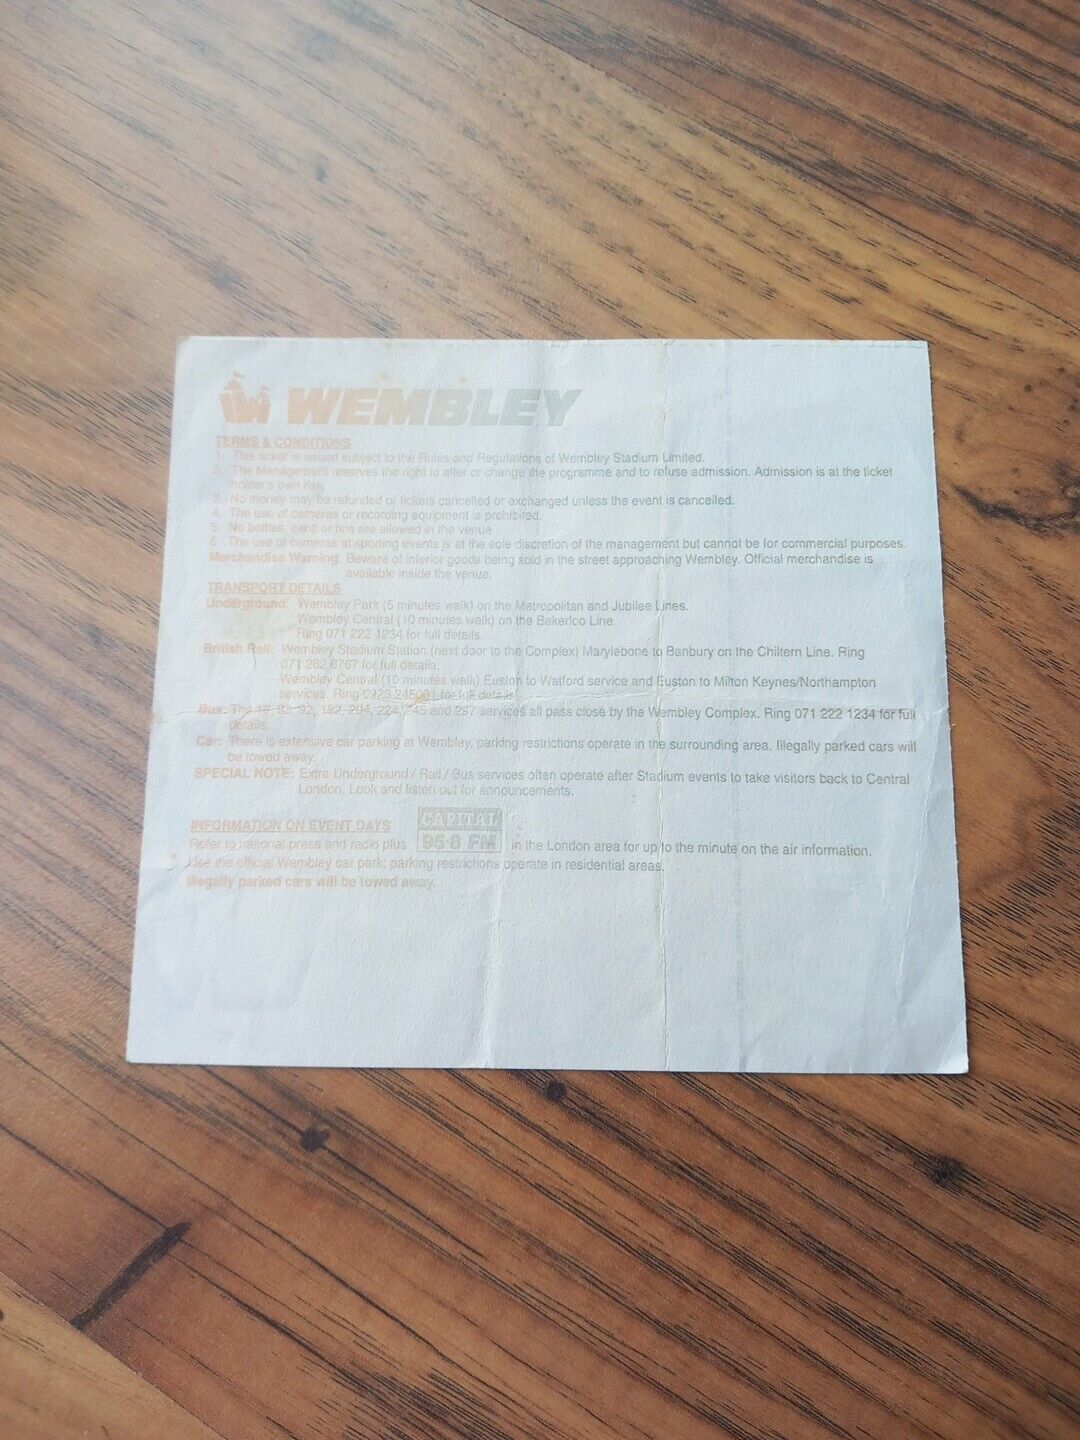 WEMBLEY
TERMS & CONDITIONS
1. This ticket is issued subject to the Rules and Regulations of Wembley Stadium Limited.
2. The Management reserves the right to alter or change the programme and to refuse admission. Admission is at the ticket
holder's own risk.
3. No money may be refunded or tickets cancelled or exchanged unless the event is cancelled.
4. The use of cameras or recording equipment is prohibited.
5. No bottles, cans or tins are allowed in the venue.
6. The use of cameras at sporting events is at the sole discretion of the management but cannot be for commercial purposes.
Merchandise Warning: Beware of inferior goods being sold in the street approaching Wembley. Official merchandise is
available inside the venue.
TRANSPORT DETAILS
Underground: Wembley Park (5 minutes walk) on the Metropolitan and Jubilee Lines.
Wembley Central (10 minutes walk) on the Bakerloo Line.
Ring 071 222 1234 for full details.
British Rail: Wembley Stadium Station (next door to the Complex) Marylebone to Banbury on the Chiltern Line. Ring
071 262 6767 for full details.
Wembley Central (10 minutes walk) Euston to Watford service and Euston to Milton Keynes/Northampton
services. Ring 0923 245001 for full details.
Bus: The 18, 83, 92, 182, 204, 224, 245 and 297 services all pass close by the Wembley Complex. Ring 071 222 1234 for full
details.
Car: There is extensive car parking at Wembley, parking restrictions operate in the surrounding area. Illegally parked cars will
be towed away.
SPECIAL NOTE: Extra Underground / Rail / Bus services often operate after Stadium events to take visitors back to Central
London. Look and listen out for announcements.
INFORMATION ON EVENT DAYS
Refer to national press and radio plus CAPITAL 95·8 FM in the London area for up to the minute on the air information.
Use the official Wembley car park; parking restrictions operate in residential areas.
Illegally parked cars will be towed away.